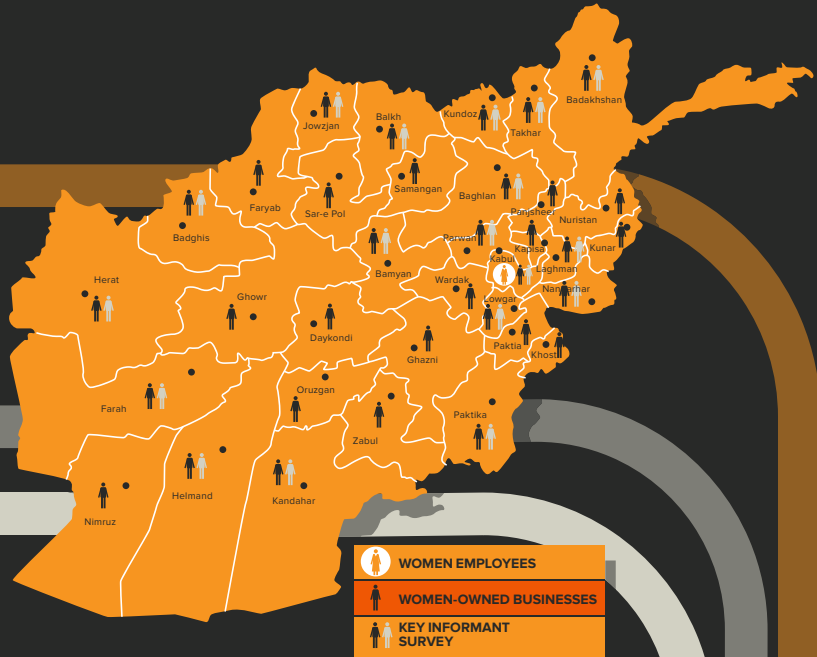 Badakhshan
Jowzjan
Balkh
Kundoz
Takhar
Faryab
Sar-e Pol
Samangan
Baghlan
Panjsheer
Nuristan
Badghis
Parwan
Kapisa
Kunar
Kabul
Laghman
Herat
Bamyan
Wardak
Nangarhar
Ghowr
Lowgar
Daykondi
Ghazni
Paktia
Khost
Oruzgan
Farah
Paktika
Zabul
Helmand
Kandahar
Nimruz
WOMEN EMPLOYEES
WOMEN-OWNED BUSINESSES
KEY INFORMANT
SURVEY